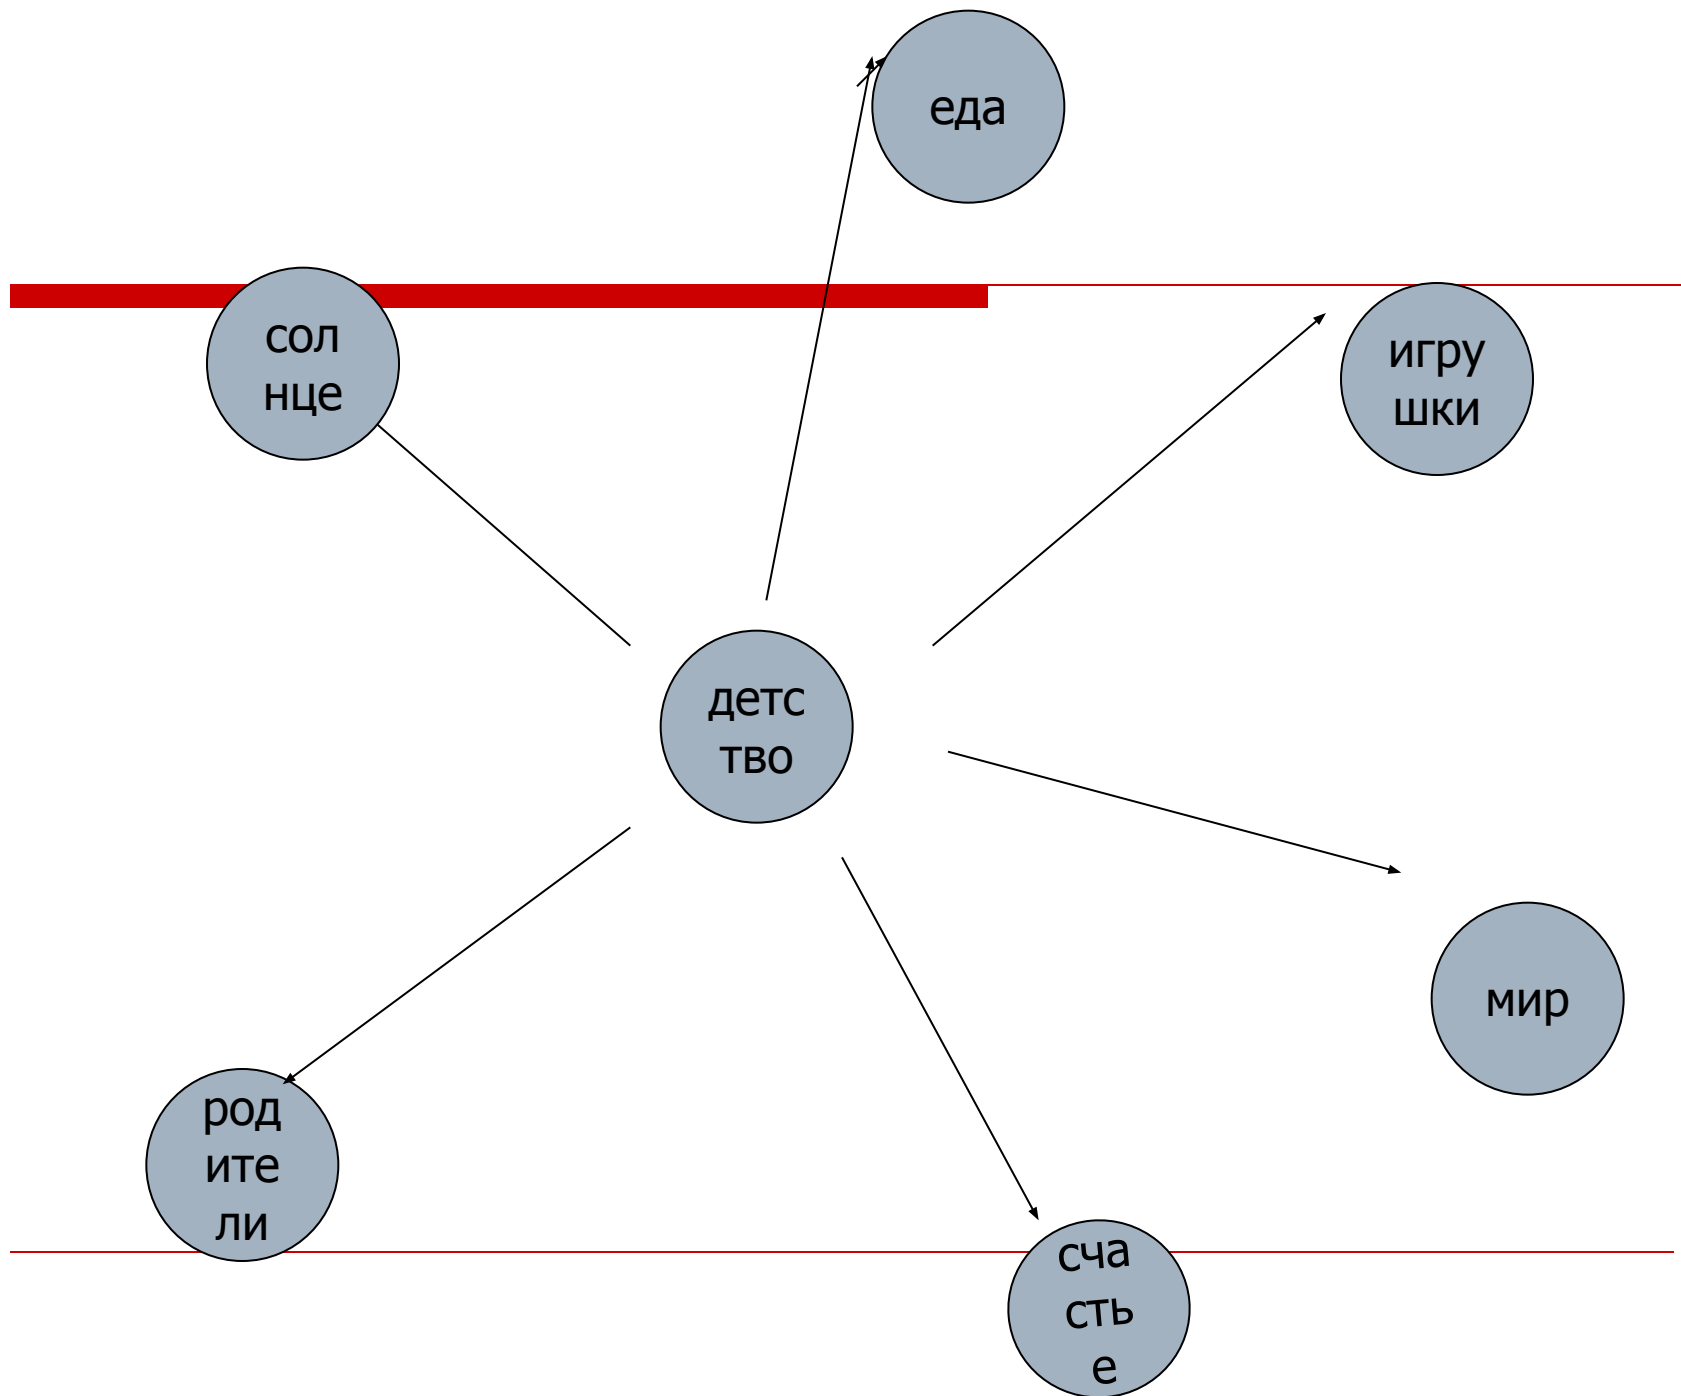 еда
сол
нце
игру
шки
детс
тво
мир
род
ите
ли
сча
сть
е